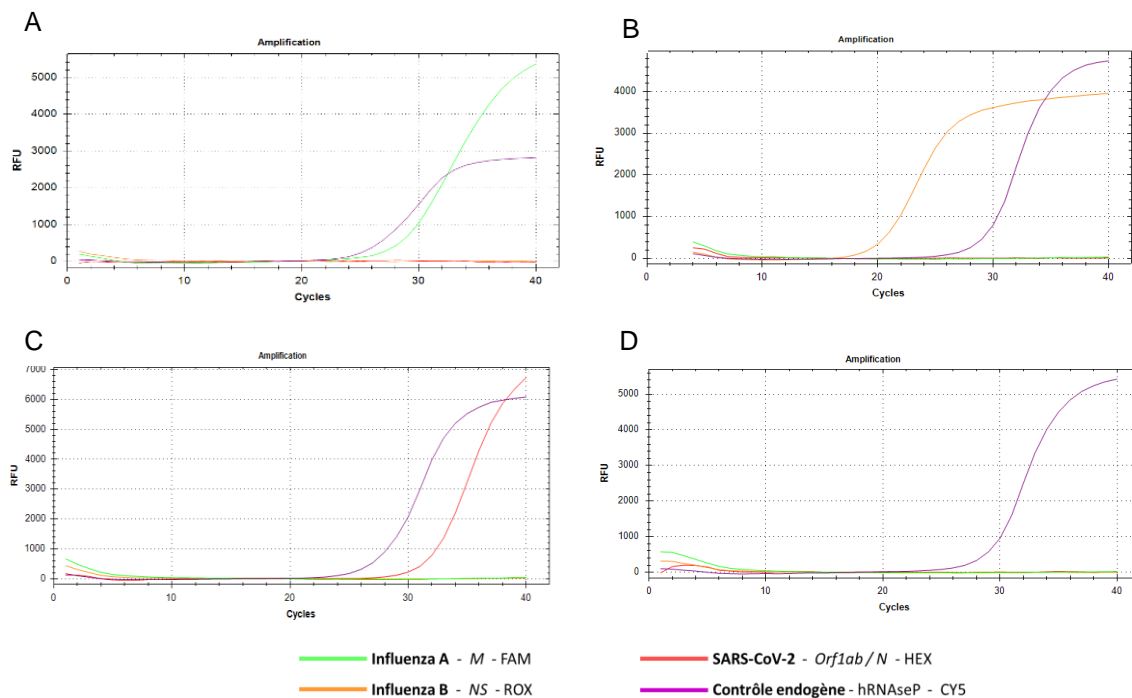 A
Amplification
RFU
5000
4000
3000
2000
1000
0
0 10 20 30 40
Cycles
B
Amplification
RFU
4000
3000
2000
1000
0
0 10 20 30 40
Cycles
C
Amplification
RFU
7000
6000
5000
4000
3000
2000
1000
0
0 10 20 30 40
Cycles
D
Amplification
RFU
5000
4000
3000
2000
1000
0
0 10 20 30 40
Cycles
Influenza A - M - FAM
Influenza B - NS - ROX
SARS-CoV-2 - Orf1ab / N - HEX
Contrôle endogène - hRNAseP - CY5